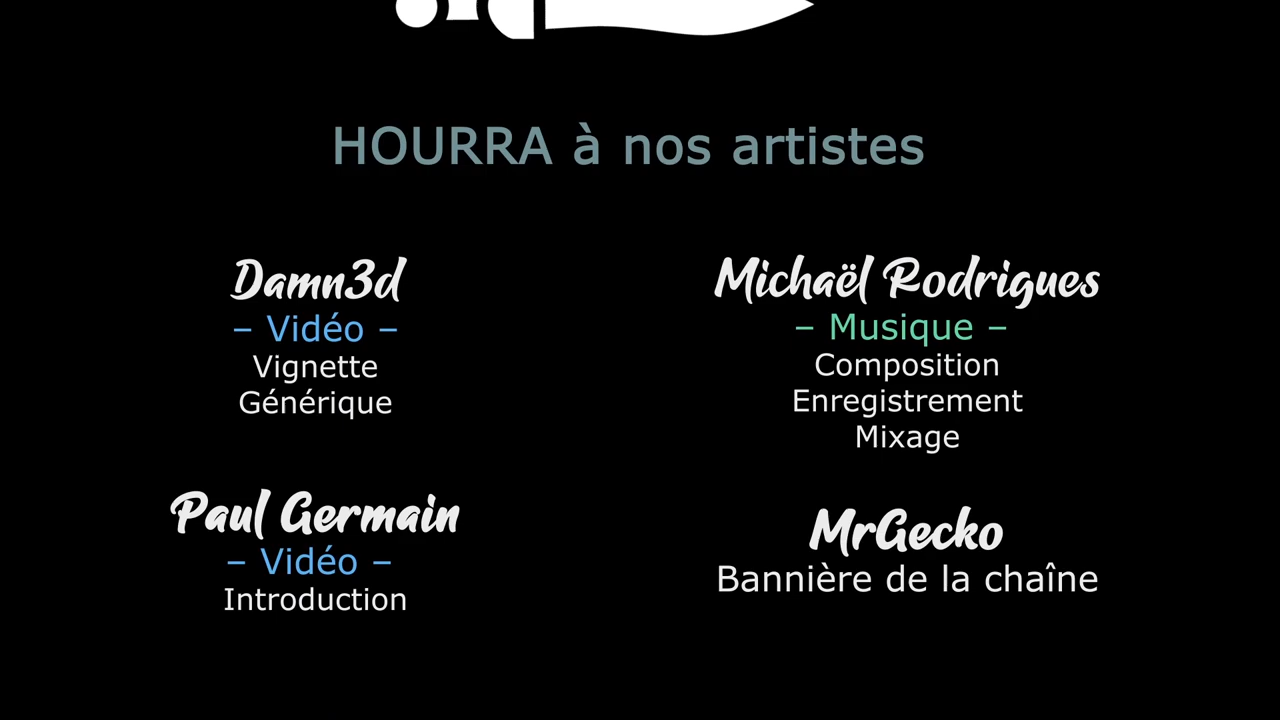 HOURRA à nos artistes
Damn3d
– Vidéo –
Vignette
Générique
Michaël Rodrigues
– Musique –
Composition
Enregistrement
Mixage
Paul Germain
– Vidéo –
Introduction
MrGecko
Bannière de la chaîne